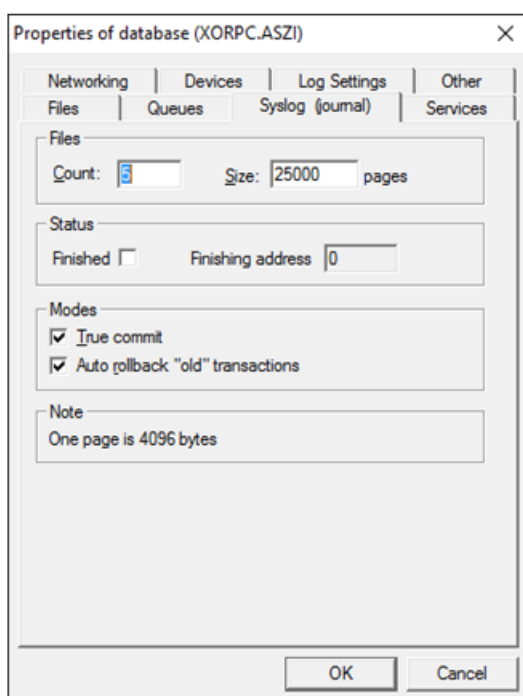 Properties of database (XORPC.ASZI)
Networking Devices Log Settings Other
Files Queues Syslog (journal) Services
Files
Count: 5 Size: 25000 pages
Status
Finished Finishing address 0
Modes
True commit
Auto rollback "old" transactions
Note
One page is 4096 bytes
OK Cancel